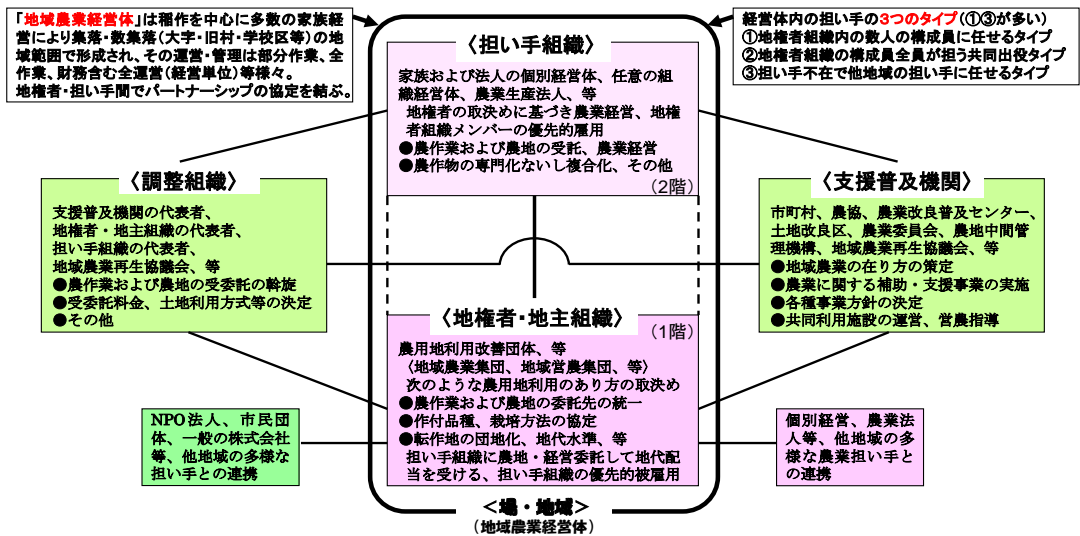 「地域農業経営体」は稲作を中心に多数の家族経
営により集落・数集落(大字・旧村・学校区等)の地
域範囲で形成され、その運営・管理は部分作業、全
作業、財務含む全運営(経営単位)等様々。
地権者・担い手間でパートナーシップの協定を結ぶ。
経営体内の担い手の3つのタイプ(①③が多い)
①地権者組織内の数人の構成員に任せるタイプ
②地権者組織の構成員全員が担う共同出役タイプ
③担い手不在で他地域の担い手に任せるタイプ
〈担い手組織〉
家族および法人の個別経営体、任意の組
織経営体、農業生産法人、等
地権者の取決めに基づき農業経営、地権
者組織メンバーの優先的雇用
●農作業および農地の受託、農業経営
●農作物の専門化ないし複合化、その他
(2階)
〈調整組織〉
支援普及機関の代表者、
地権者・地主組織の代表者、
担い手組織の代表者、
地域農業再生協議会、等
●農作業および農地の受委託の斡旋
●受委託料金、土地利用方式等の決定
●その他
〈支援普及機関〉
市町村、農協、農業改良普及センター、
土地改良区、農業委員会、農地中間管
理機構、地域農業再生協議会、等
●地域農業の在り方の策定
●農業に関する補助・支援事業の実施
●各種事業方針の決定
●共同利用施設の運営、営農指導
〈地権者・地主組織〉
(1階)
農用地利用改善団体、等
〈地域農業集団、地域営農集団、等〉
次のような農用地利用のあり方の取決め
●農作業および農地の委託先の統一
●作付品種、栽培方法の協定
●転作地の団地化、地代水準、等
担い手組織に農地・経営委託して地代配
当を受ける、担い手組織の優先的被雇用
NPO法人、市民団
体、一般の株式会社
等、他地域の多様な
担い手との連携
個別経営、農業法
人等、他地域の多
様な農業担い手と
の連携
＜場・地域＞
(地域農業経営体)